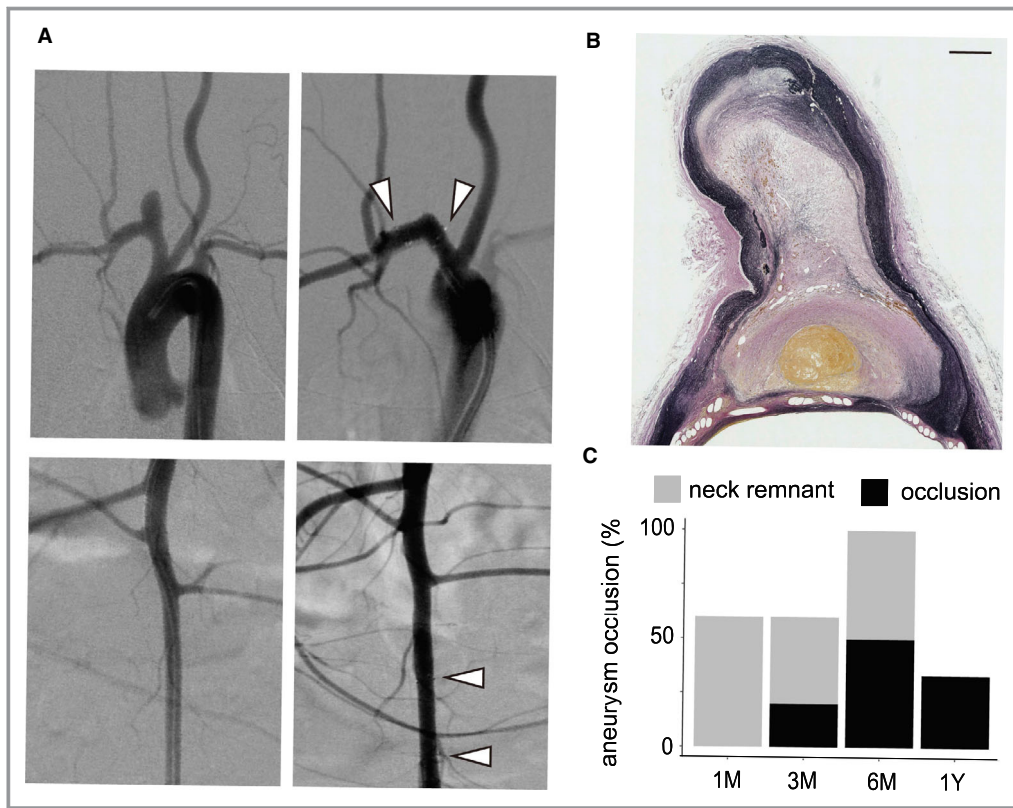 A
B
C
neck remnant occlusion
aneurysm occlusion (%
100
50
0
1M 3M 6M 1Y